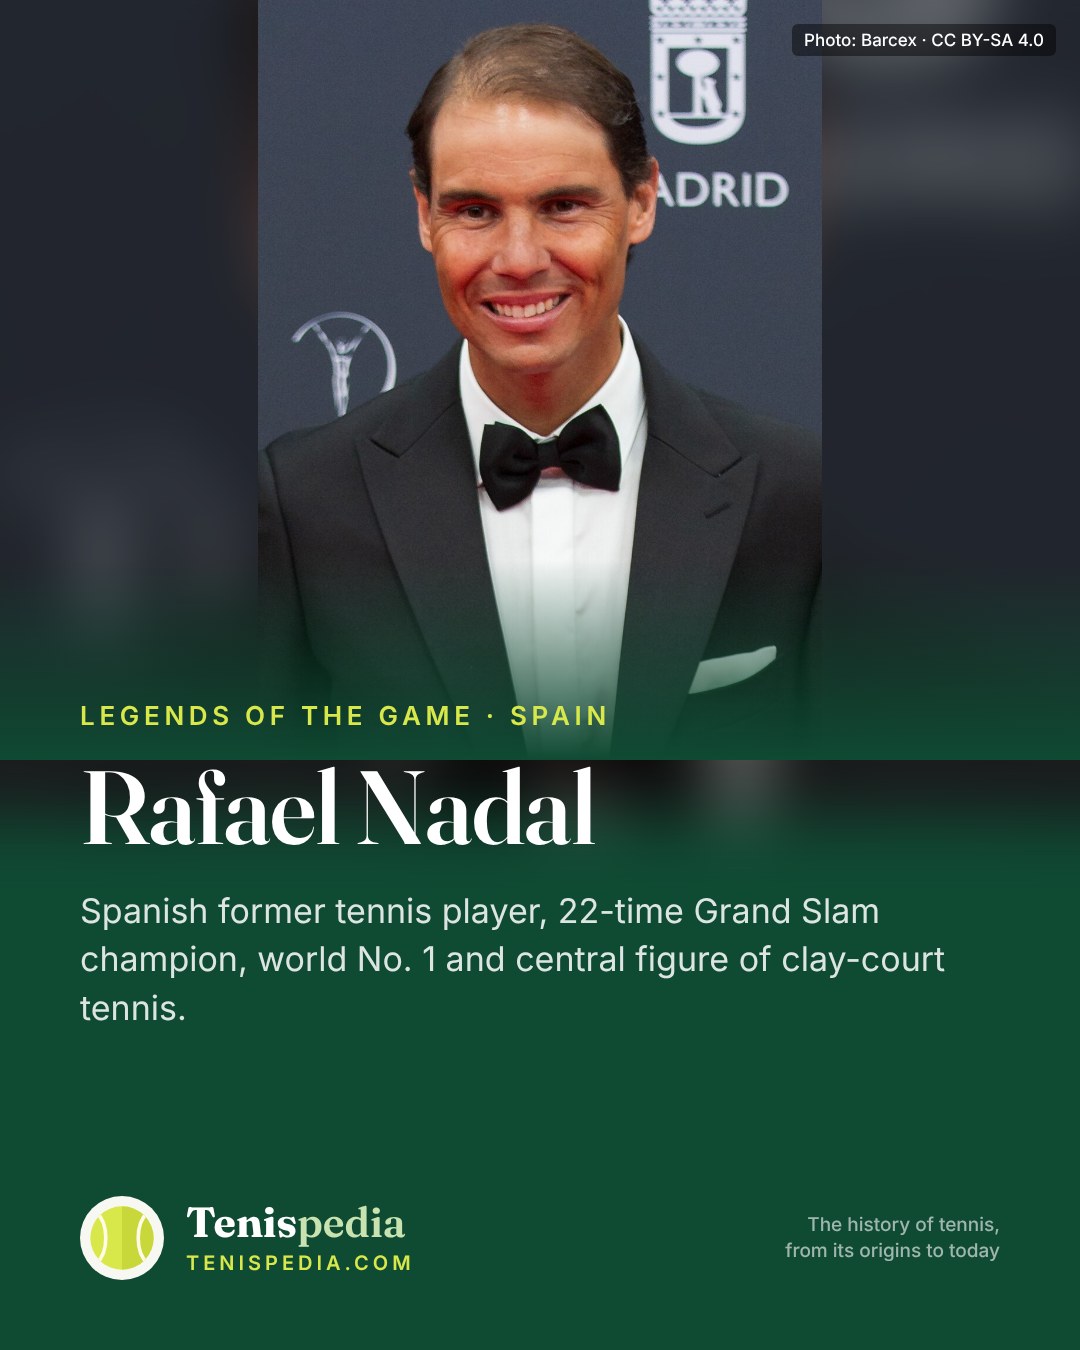 Photo: Barcex · CC BY-SA 4.0
ADRID
LEGENDS OF THE GAME · SPAIN
Rafael Nadal
Spanish former tennis player, 22-time Grand Slam
champion, world No. 1 and central figure of clay-court
tennis.
Tenispedia
TENISPEDIA.COM
The history of tennis,
from its origins to today